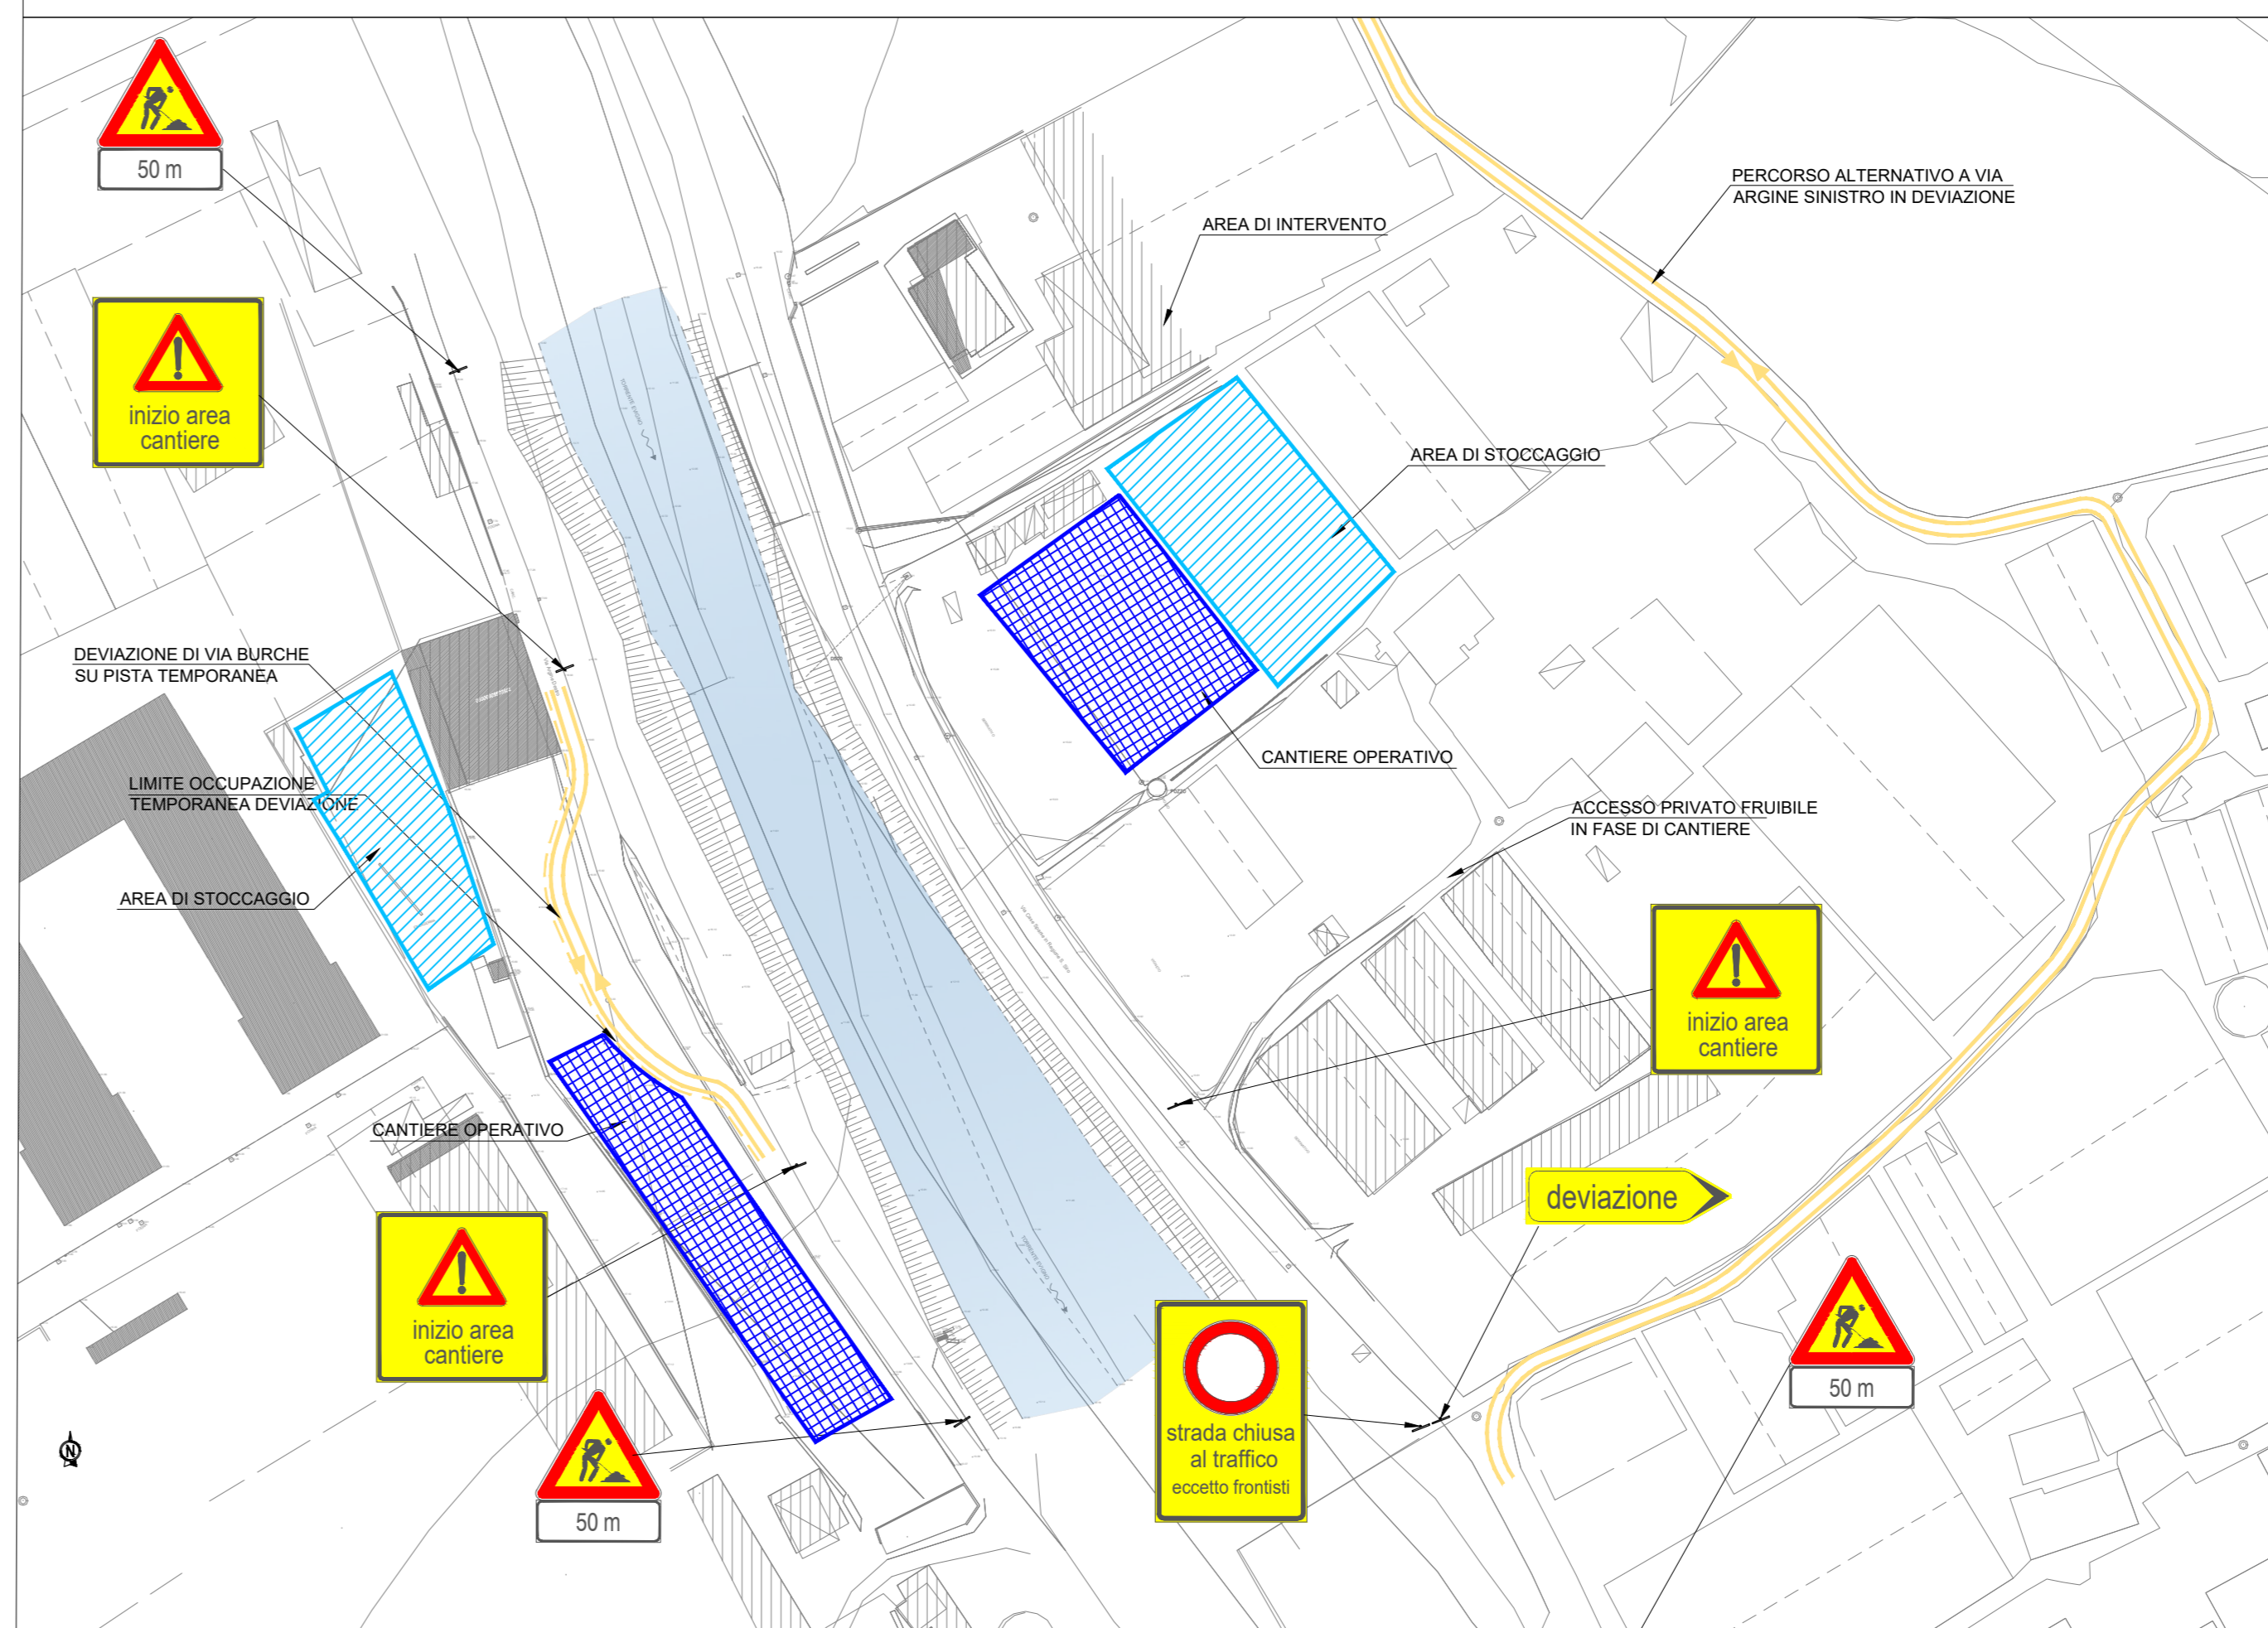 50 m
PERCORSO ALTERNATIVO A VIA
ARGINE SINISTRO IN DEVIAZIONE
AREA DI INTERVENTO
inizio area
cantiere
AREA DI STOCCAGGIO
DEVIAZIONE DI VIA BURCHE
SU PISTA TEMPORANEA
CANTIERE OPERATIVO
LIMITE OCCUPAZIONE
TEMPORANEA DEVIAZIONE
POZZO
ACCESSO PRIVATO FRUIBILE
IN FASE DI CANTIERE
AREA DI STOCCAGGIO
inizio area
cantiere
CANTIERE OPERATIVO
deviazione
inizio area
cantiere
50 m
strada chiusa
al traffico
eccetto frontisti
N
50 m